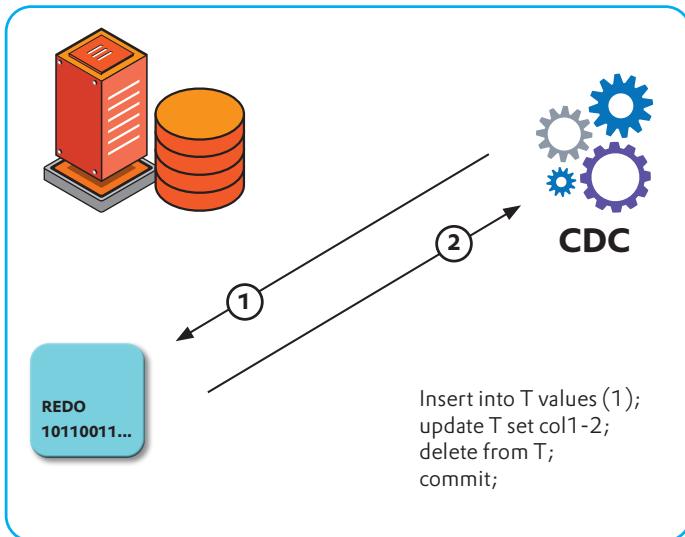 CDC
2
1
REDO
10110011...
Insert into T values (1);
update T set col1-2;
delete from T;
commit;